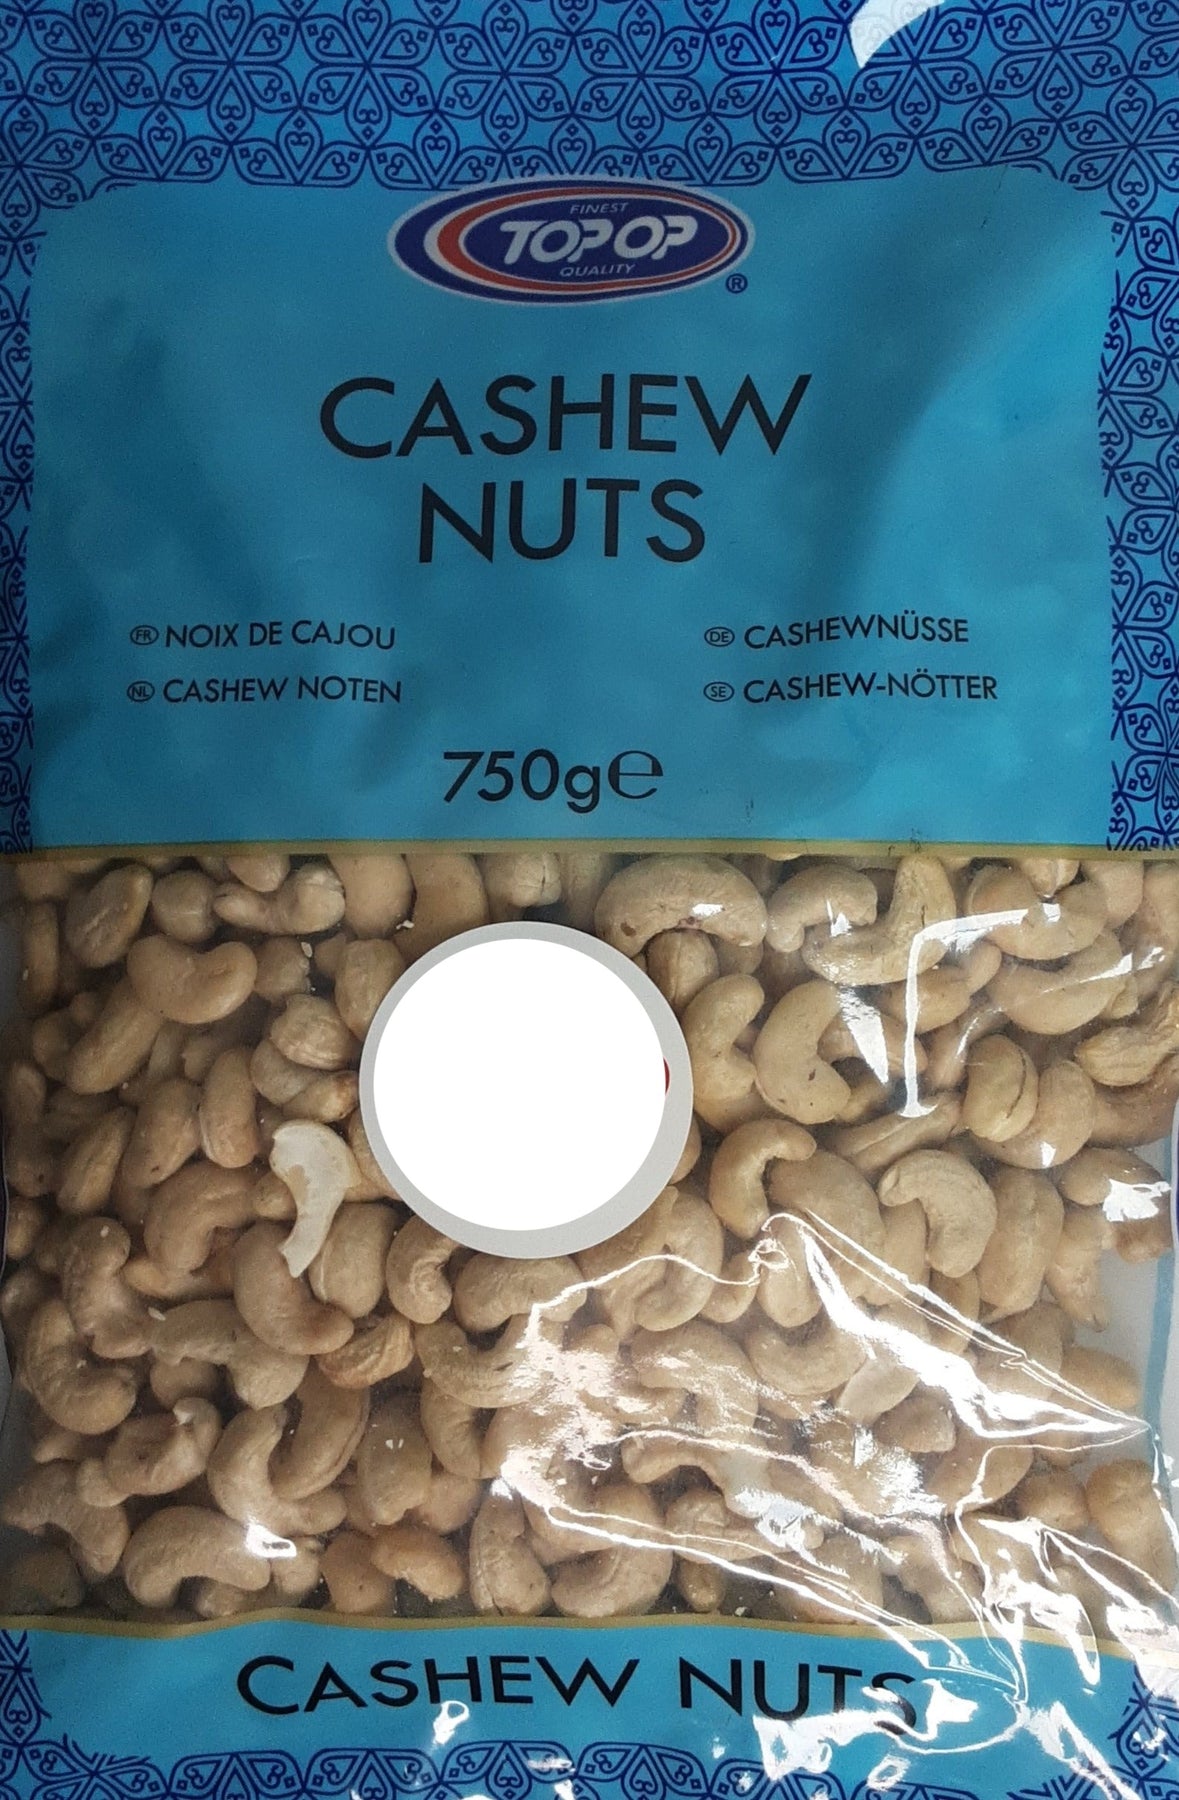 FINEST
TOPOP
QUALITY
®
CASHEW
NUTS
FR NOIX DE CAJOU
DE CASHEWNÜSSE
NL CASHEW NOTEN
SE CASHEW-NÖTTER
750g℮
CASHEW NUTS